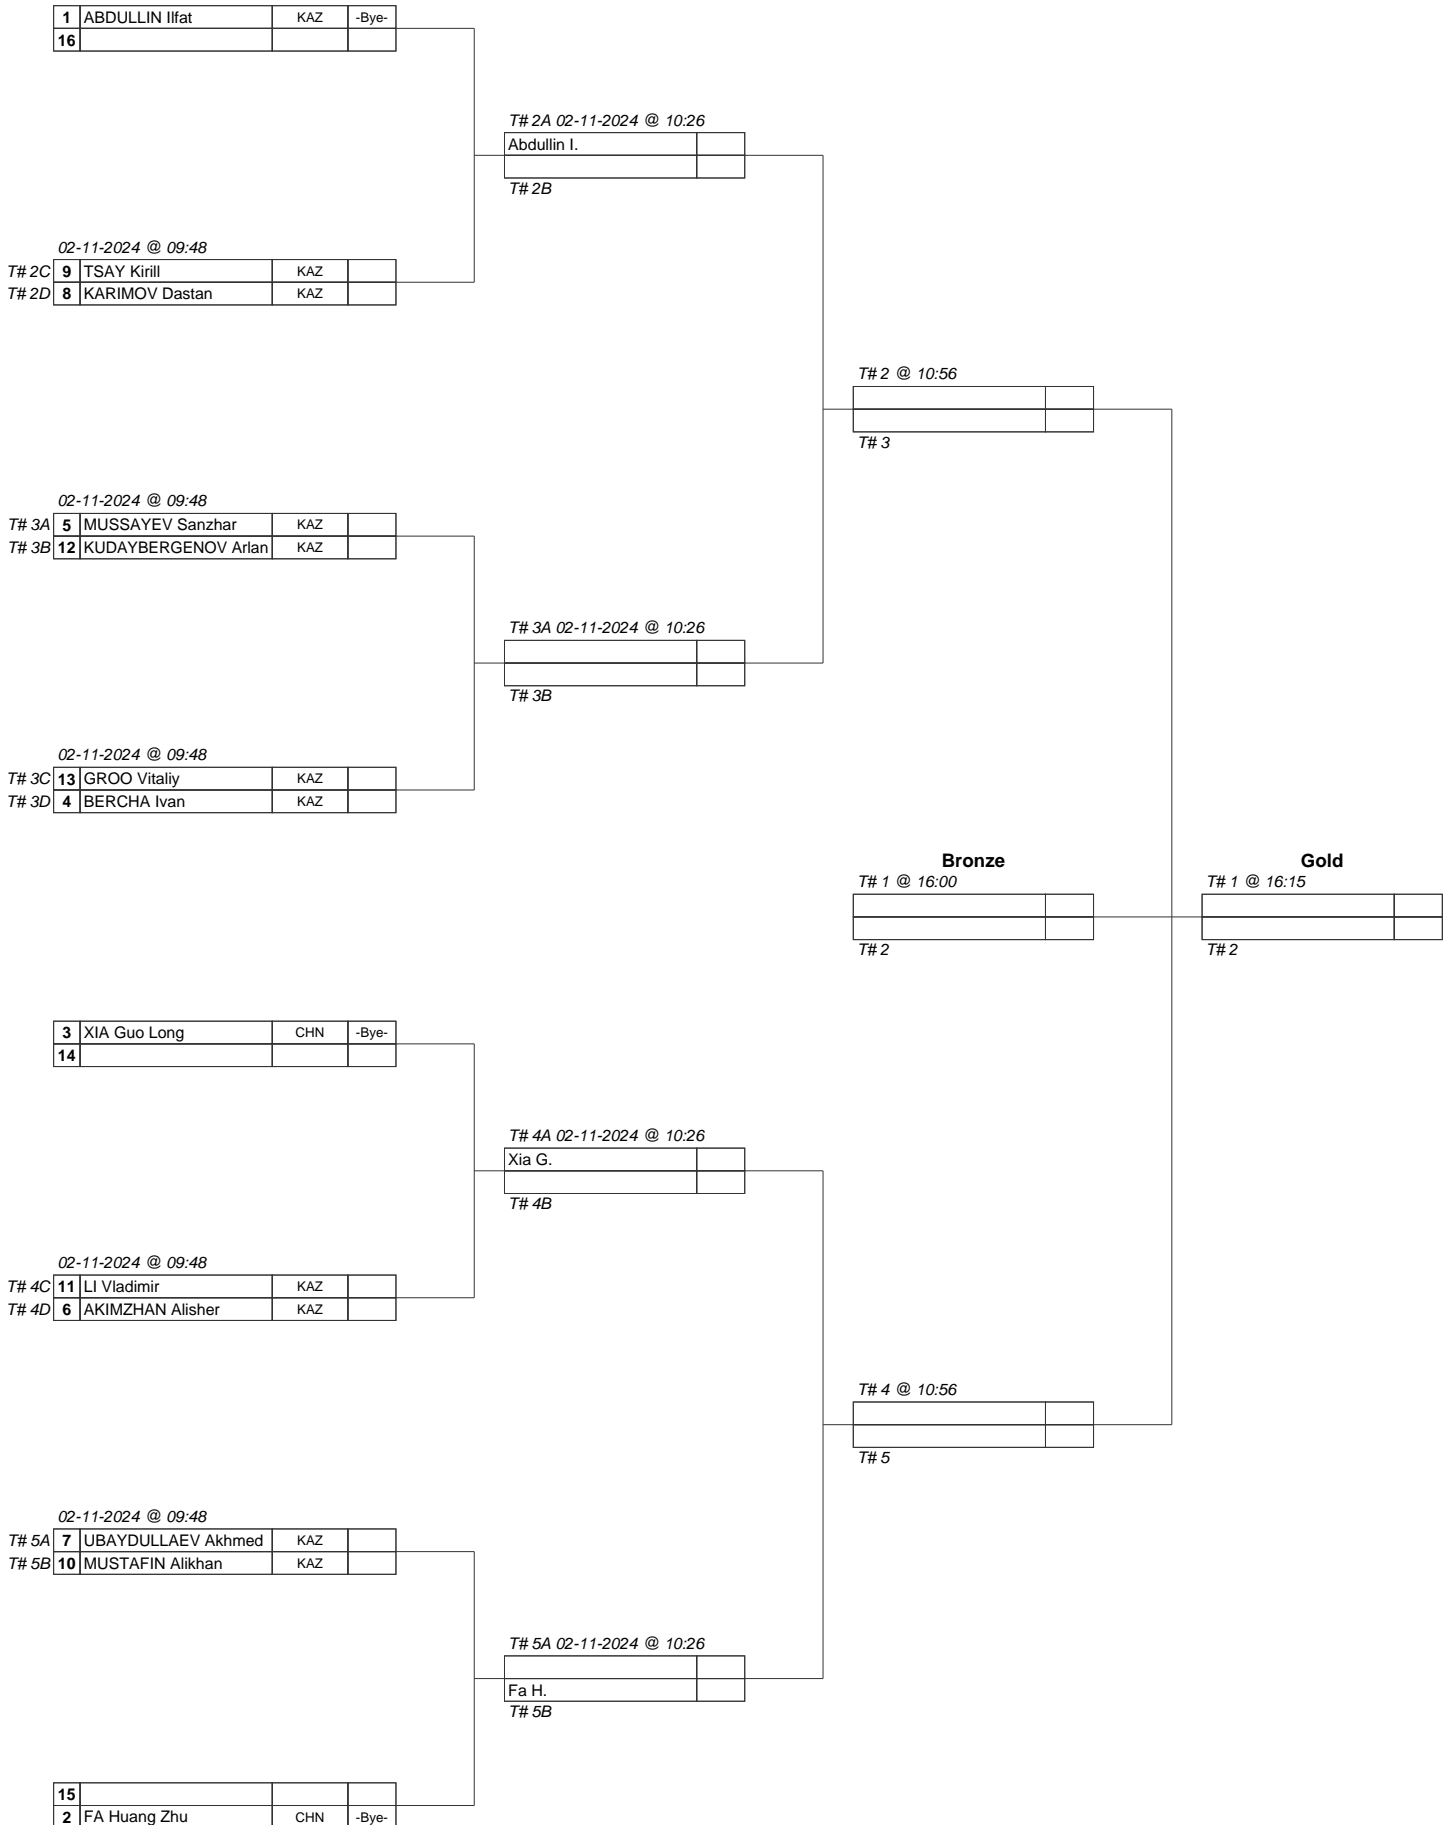 1 ABDULLIN Ilfat KAZ -Bye-
16
T# 2A 02-11-2024 @ 10:26
Abdullin I.
T# 2B
02-11-2024 @ 09:48
T# 2C 9 TSAY Kirill KAZ
T# 2D 8 KARIMOV Dastan KAZ
T# 2 @ 10:56
T# 3
02-11-2024 @ 09:48
T# 3A 5 MUSSAYEV Sanzhar KAZ
T# 3B 12 KUDAYBERGENOV Arlan KAZ
T# 3A 02-11-2024 @ 10:26
T# 3B
02-11-2024 @ 09:48
T# 3C 13 GROO Vitaliy KAZ
T# 3D 4 BERCHA Ivan KAZ
Bronze Gold
T# 1 @ 16:00 T# 1 @ 16:15
T# 2 T# 2
3 XIA Guo Long CHN -Bye-
14
T# 4A 02-11-2024 @ 10:26
Xia G.
T# 4B
02-11-2024 @ 09:48
T# 4C 11 LI Vladimir KAZ
T# 4D 6 AKIMZHAN Alisher KAZ
T# 4 @ 10:56
T# 5
02-11-2024 @ 09:48
T# 5A 7 UBAYDULLAEV Akhmed KAZ
T# 5B 10 MUSTAFIN Alikhan KAZ
T# 5A 02-11-2024 @ 10:26
Fa H.
T# 5B
15
2 FA Huang Zhu CHN -Bye-